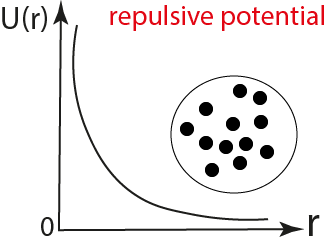 U(r)
repulsive potential
0
r